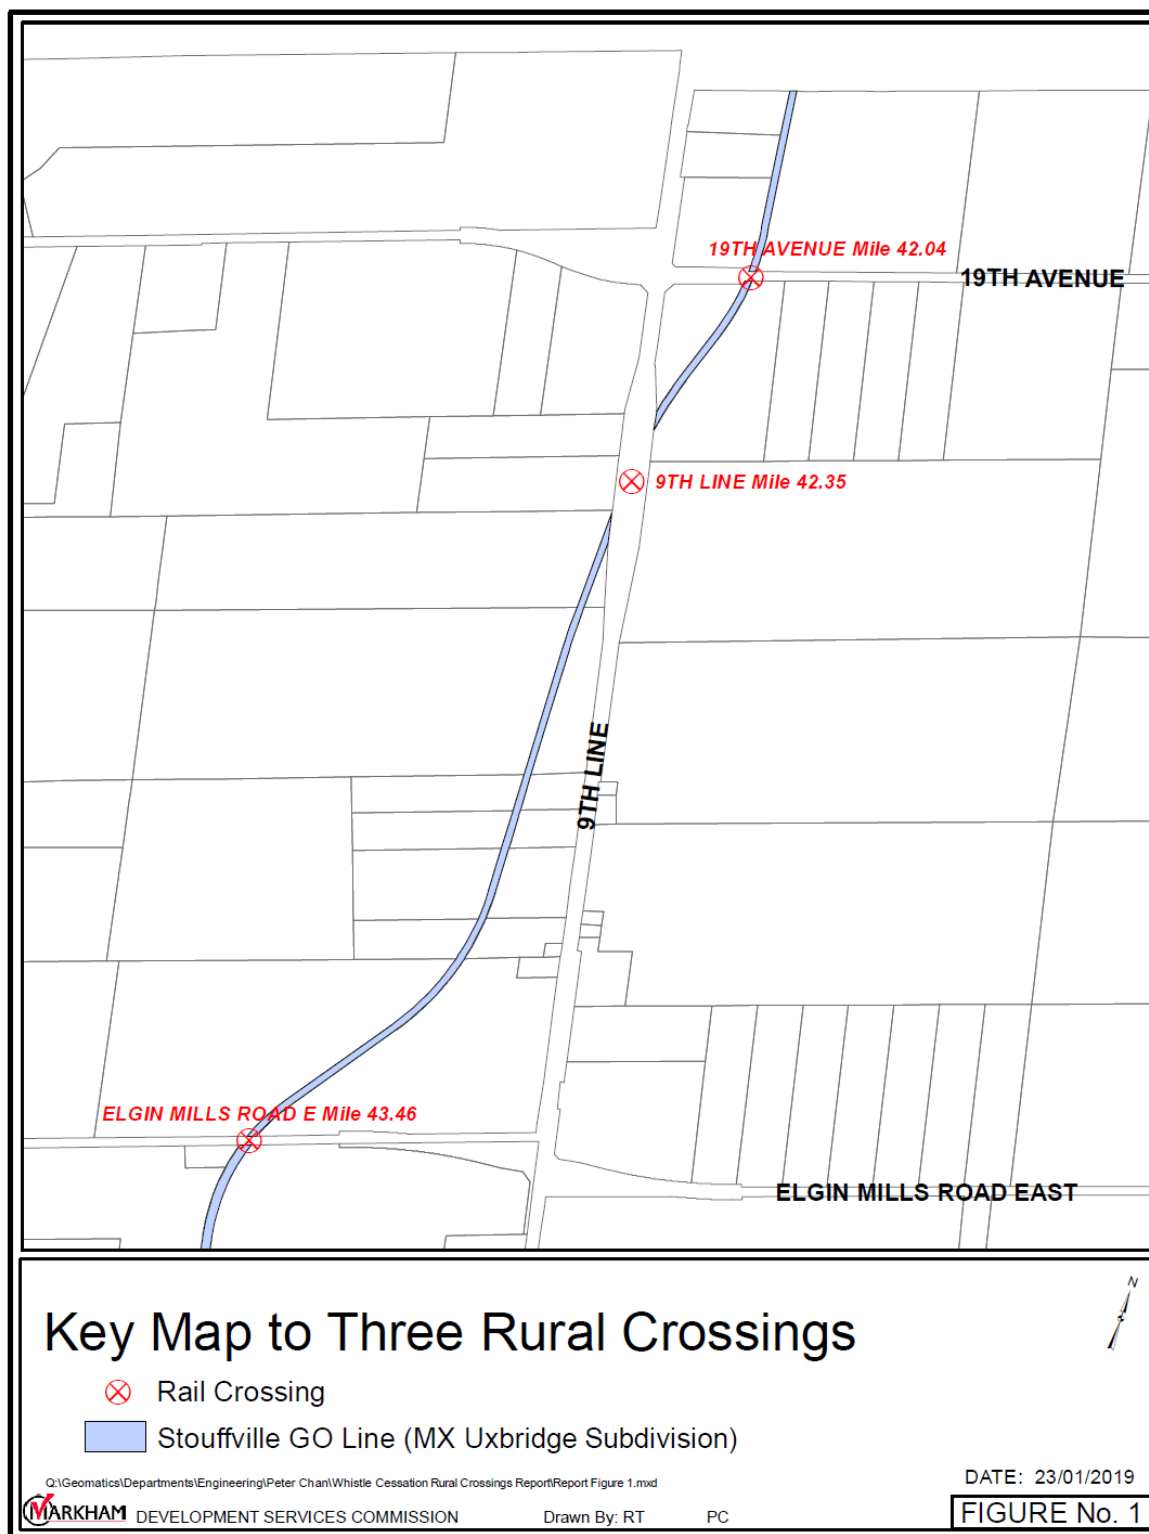 19TH AVENUE Mile 42.04
19TH AVENUE
9TH LINE Mile 42.35
9TH LINE
ELGIN MILLS ROAD E Mile 43.46
ELGIN MILLS ROAD EAST
N
Key Map to Three Rural Crossings
Rail Crossing
Stouffville GO Line (MX Uxbridge Subdivision)
Q:\Geomatics\Departments\Engineering\Peter Chan\Whistle Cessation Rural Crossings Report\Report Figure 1.mxd
DATE: 23/01/2019
MARKHAM DEVELOPMENT SERVICES COMMISSION Drawn By: RT PC
FIGURE No. 1